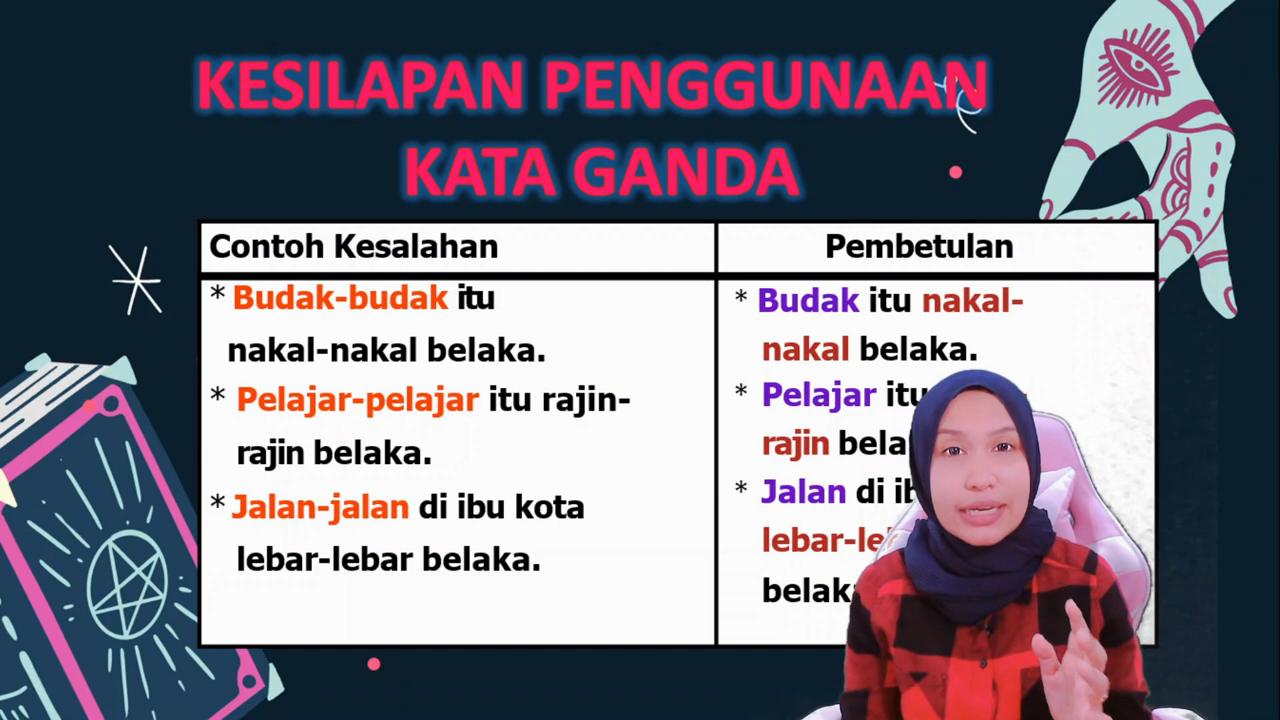 KESILAPAN PENGGUNAAN
KATA GANDA
Contoh Kesalahan
Pembetulan
* Budak-budak itu
nakal-nakal belaka.
* Pelajar-pelajar itu rajin-
rajin belaka.
* Jalan-jalan di ibu kota
lebar-lebar belaka.
* Budak itu nakal-
nakal belaka.
* Pelajar itu
rajin
* Jalan di